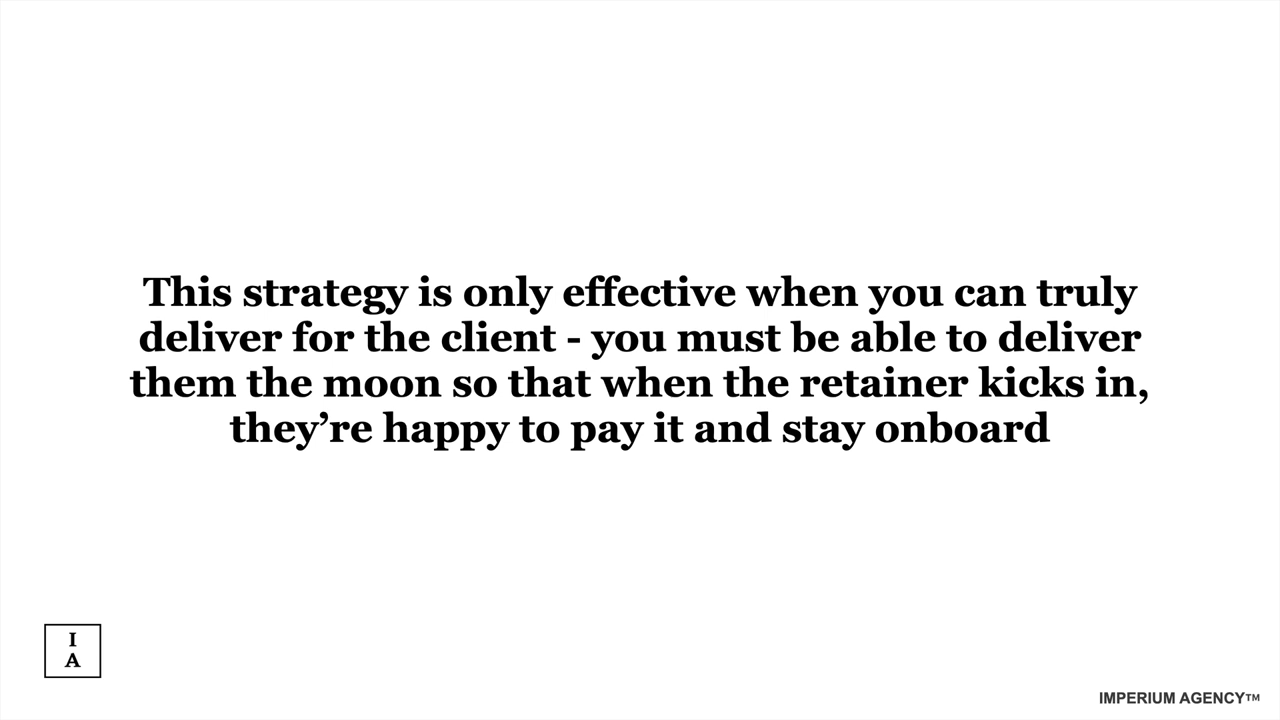 This strategy is only effective when you can truly
deliver for the client - you must be able to deliver
them the moon so that when the retainer kicks in,
they’re happy to pay it and stay onboard
I
A
IMPERIUM AGENCY™